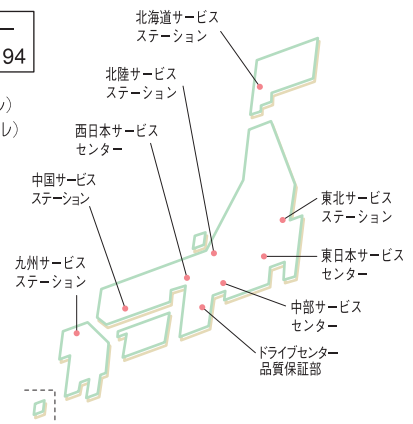 94
北海道サービス
ステーション
北陸サービス
ステーション
西日本サービス
センター
中国サービス
ステーション
九州サービス
ステーション
東北サービス
ステーション
東日本サービス
センター
中部サービス
センター
ドライブセンター
品質保証部